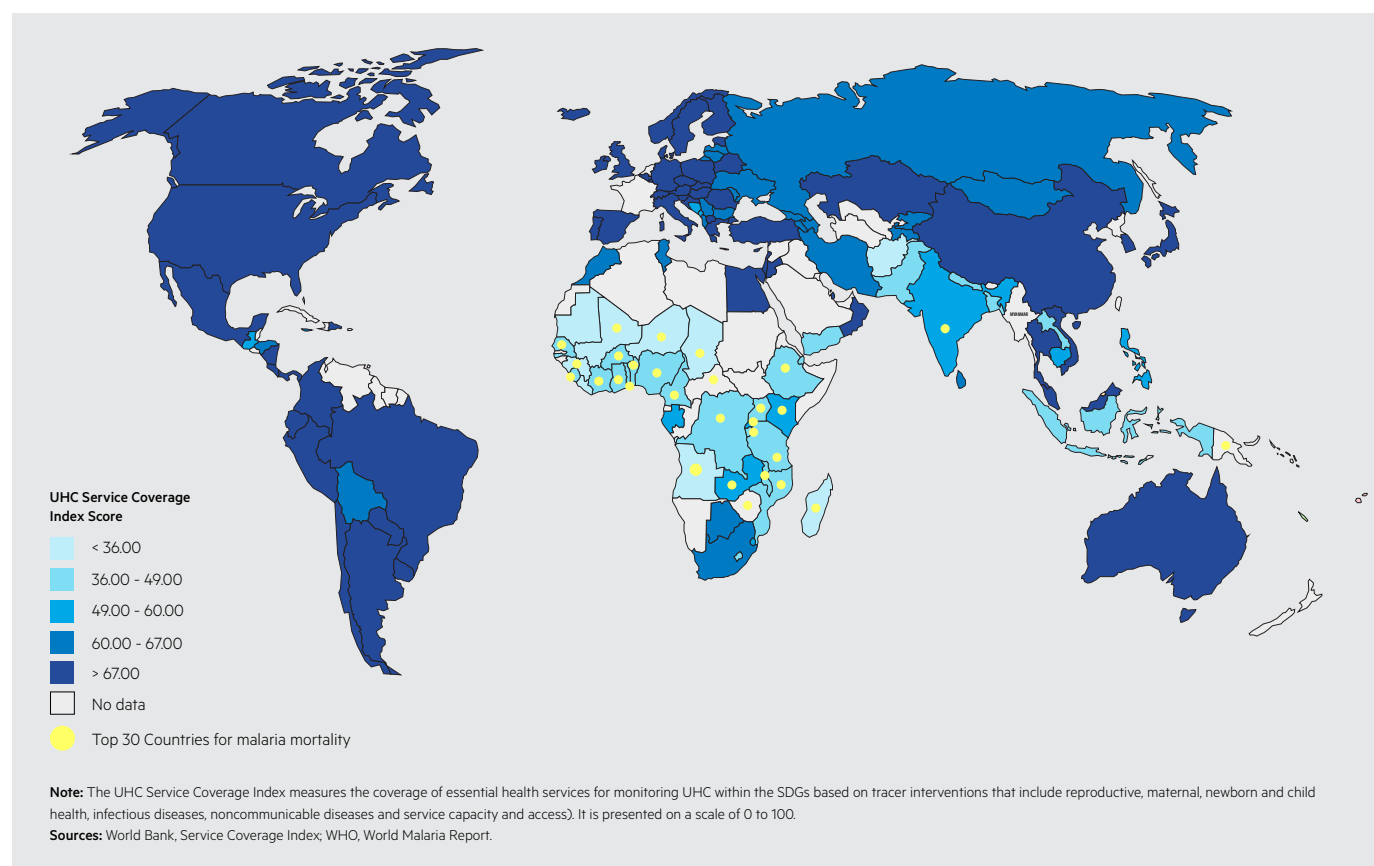 MYANMAR
UHC Service Coverage
Index Score
< 36.00
36.00 - 49.00
49.00 - 60.00
60.00 - 67.00
> 67.00
No data
Top 30 Countries for malaria mortality
Note: The UHC Service Coverage Index measures the coverage of essential health services for monitoring UHC within the SDGs based on tracer interventions that include reproductive, maternal, newborn and child
health, infectious diseases, noncommunicable diseases and service capacity and access). It is presented on a scale of 0 to 100.
Sources: World Bank, Service Coverage Index; WHO, World Malaria Report.